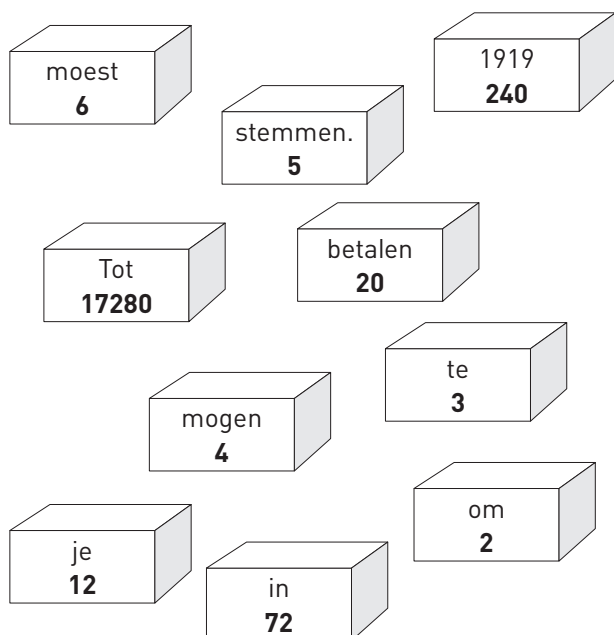 moest
6
1919
240
stemmen.
5
Tot
17280
betalen
20
te
3
mogen
4
om
2
je
12
in
72